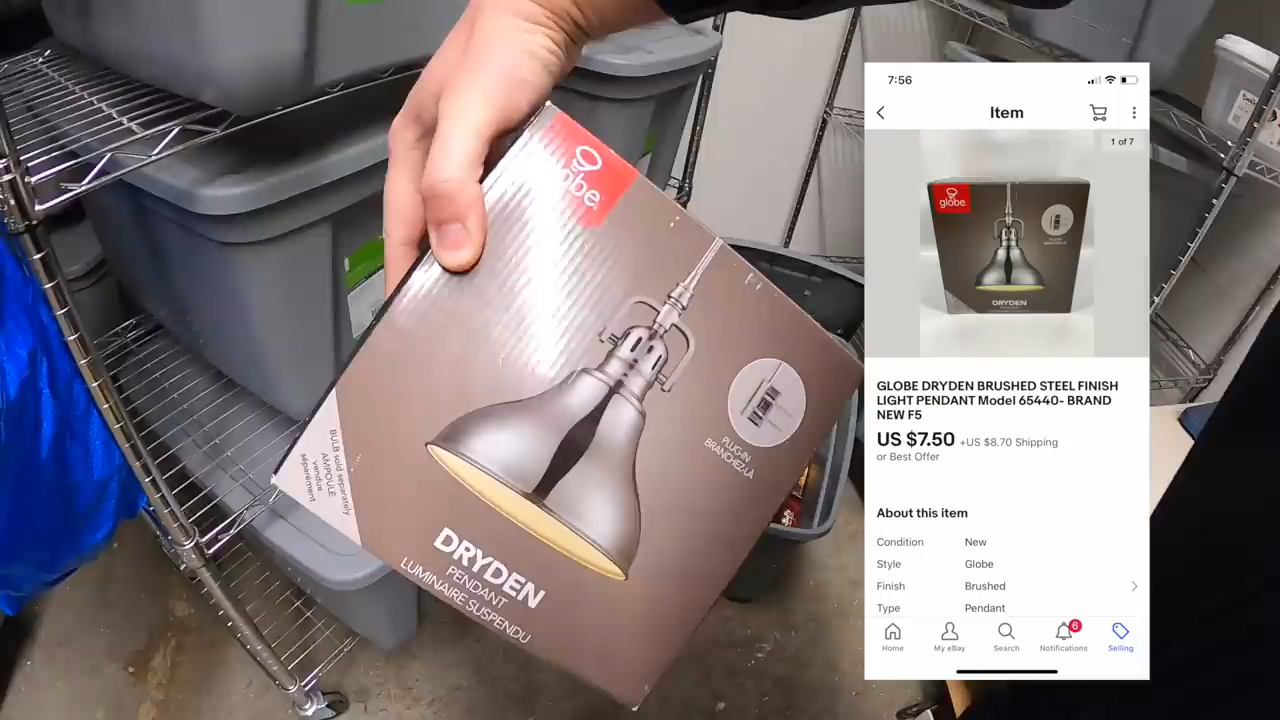 globe.
PLUG-IN
BRANCHEZ-LÀ
BULB sold separately
AMPOULE
vendue
séparément
DRYDEN
PENDANT
LUMINAIRE SUSPENDU
7:56
Item
1 of 7
globe
DRYDEN
GLOBE DRYDEN BRUSHED STEEL FINISH
LIGHT PENDANT Model 65440- BRAND
NEW F5
US $7.50 +US $8.70 Shipping
or Best Offer
About this item
Condition New
Style Globe
Finish Brushed
Type Pendant
6
Home My eBay Search Notifications Selling